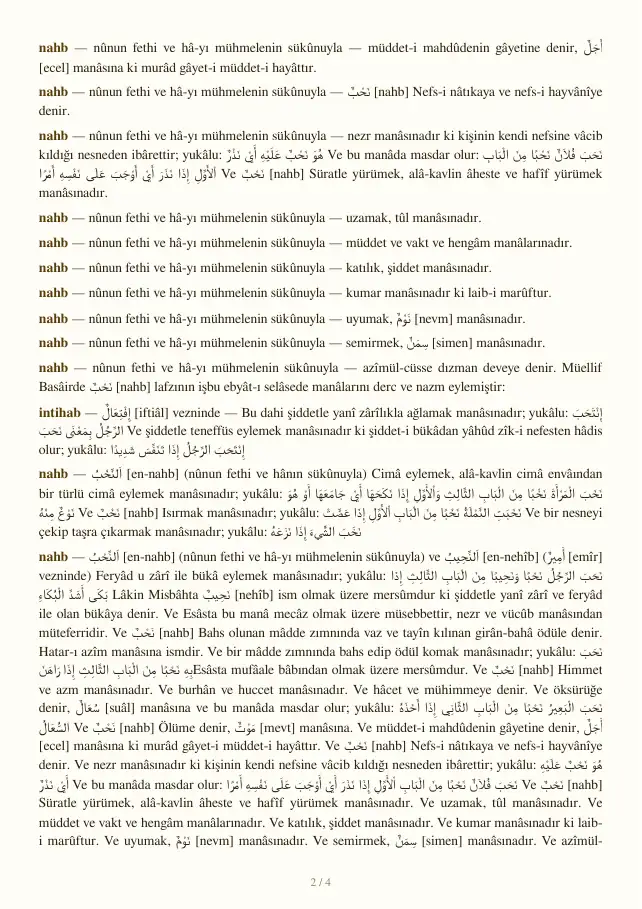 nahb — nûnun fethi ve hâ-yı mühmelenin sükûnuyla — müddet-i mahdûdenin gâyetine denir, أَجَلٌ
[ecel] manâsına ki murâd gâyet-i müddet-i hayâttır.
nahb — nûnun fethi ve hâ-yı mühmelenin sükûnuyla — نَحْبٌ [nahb] Nefs-i nâtıkaya ve nefs-i hayvânîye
denir.
nahb — nûnun fethi ve hâ-yı mühmelenin sükûnuyla — nezr manâsınadır ki kişinin kendi nefsine vâcib
kıldığı nesneden ibârettir; yukâlu: هُوَ نَحْبٌ عَلَيْهِ أَيْ نَذْرٌ Ve bu manâda masdar olur: نَحَبَ فُلاَنٌ نَحْبًا مِنَ الْبَابِ
اْلأَوَّلِ إِذَا نَذَرَ أَيْ أَوْجَبَ عَلَى نَفْسِهِ أَمْرًا Ve نَحْبٌ [nahb] Süratle yürümek, alâ-kavlin âheste ve hafîf yürümek
manâsınadır.
nahb — nûnun fethi ve hâ-yı mühmelenin sükûnuyla — uzamak, tûl manâsınadır.
nahb — nûnun fethi ve hâ-yı mühmelenin sükûnuyla — müddet ve vakt ve hengâm manâlarınadır.
nahb — nûnun fethi ve hâ-yı mühmelenin sükûnuyla — katılık, şiddet manâsınadır.
nahb — nûnun fethi ve hâ-yı mühmelenin sükûnuyla — kumar manâsınadır ki laib-i marûftur.
nahb — nûnun fethi ve hâ-yı mühmelenin sükûnuyla — uyumak, نَوْمٌ [nevm] manâsınadır.
nahb — nûnun fethi ve hâ-yı mühmelenin sükûnuyla — semirmek, سِمَنٌ [simen] manâsınadır.
nahb — nûnun fethi ve hâ-yı mühmelenin sükûnuyla — azîmül-cüsse dızman deveye denir. Müellif
Basâirde نَحْبٌ [nahb] lafzının işbu ebyât-ı selâsede manâlarını derc ve nazm eylemiştir:
intihab — إِفْتِعَالٌ [iftiâl] vezninde — Bu dahi şiddetle yanî zârîlıkla ağlamak manâsınadır; yukâlu: إِنْتَحَبَ
الرَّجُلُ بِمَعْنَى نَحَبَ Ve şiddetle teneffüs eylemek manâsınadır ki şiddet-i bükâdan yâhûd zîk-i nefesten hâdis
olur; yukâlu: إِنْتَحَبَ الرَّجُلُ إِذَا تَنَفَّسَ شَدِيدًا
nahb — اَلنَّخْبُ [en-nahb] (nûnun fethi ve hânın sükûnuyla) Cimâ eylemek, alâ-kavlin cimâ envâından
bir türlü cimâ eylemek manâsınadır; yukâlu: نَخَبَ الْمَرْأَةَ نَخْبًا مِنَ الْبَابِ الثَّالِثِ وَاْلأَوَّلِ إِذَا نَكَحَهَا أَيْ جَامَعَهَا أَوْ هُوَ
نَوْعٌ مِنْهُ Ve نَخْبٌ [nahb] Isırmak manâsınadır; yukâlu: نَخَبَتِ النَّمْلَةُ نَخْبًا مِنَ الْبَابِ اْلأَوَّلِ إِذَا عَضَّتْ Ve bir nesneyi
çekip taşra çıkarmak manâsınadır; yukâlu: نَخَبَ الشَّيْءَ إِذَا نَزَعَهُ
nahb — اَلنَّحْبُ [en-nahb] (nûnun fethi ve hâ-yı mühmelenin sükûnuyla) ve اَلنَّحِيبُ [en-nehîb] (أَمِيرٌ [emîr]
vezninde) Feryâd u zârî ile bükâ eylemek manâsınadır; yukâlu: نَحَبَ الرَّجُلُ نَحْبًا وَنَحِيبًا مِنَ الْبَابِ الثَّالِثِ إِذَا
بَكَى أَشَدَّ الْبُكَاءِ Lâkin Misbâhta نَحِيبٌ [nehîb] ism olmak üzere mersûmdur ki şiddetle yanî zârî ve feryâd
ile olan bükâya denir. Ve Esâsta bu manâ mecâz olmak üzere müsebbettir, nezr ve vücûb manâsından
müteferridir. Ve نَحْبٌ [nahb] Bahs olunan mâdde zımnında vaz ve tayîn kılınan girân-bahâ ödüle denir.
Hatar-ı azîm manâsına ismdir. Ve bir mâdde zımnında bahs edip ödül komak manâsınadır; yukâlu: نَحَبَ
بِهِ نَحْبًا مِنَ الْبَابِ الثَّالِثِ إِذَا رَاهَنَEsâsta mufâale bâbından olmak üzere mersûmdur. Ve نَحْبٌ [nahb] Himmet
ve azm manâsınadır. Ve burhân ve huccet manâsınadır. Ve hâcet ve mühimmeye denir. Ve öksürüğe
denir, سُعَالٌ [suâl] manâsına ve bu manâda masdar olur; yukâlu: نَحَبَ الْبَعِيرُ نَحْبًا مِنَ الْبَابِ الثَّانِي إِذَا أَخَذَهُ
السُّعَالُ Ve نَحْبٌ [nahb] Ölüme denir, مَوْتٌ [mevt] manâsına. Ve müddet-i mahdûdenin gâyetine denir, أَجَلٌ
[ecel] manâsına ki murâd gâyet-i müddet-i hayâttır. Ve نَحْبٌ [nahb] Nefs-i nâtıkaya ve nefs-i hayvânîye
denir. Ve nezr manâsınadır ki kişinin kendi nefsine vâcib kıldığı nesneden ibârettir; yukâlu: هُوَ نَحْبٌ عَلَيْهِ
أَيْ نَذْرٌ Ve bu manâda masdar olur: نَحَبَ فُلاَنٌ نَحْبًا مِنَ الْبَابِ اْلأَوَّلِ إِذَا نَذَرَ أَيْ أَوْجَبَ عَلَى نَفْسِهِ أَمْرًا Ve نَحْبٌ [nahb]
Süratle yürümek, alâ-kavlin âheste ve hafîf yürümek manâsınadır. Ve uzamak, tûl manâsınadır. Ve
müddet ve vakt ve hengâm manâlarınadır. Ve katılık, şiddet manâsınadır. Ve kumar manâsınadır ki laib-
i marûftur. Ve uyumak, نَوْمٌ [nevm] manâsınadır. Ve semirmek, سِمَنٌ [simen] manâsınadır. Ve azîmül-
2 / 4